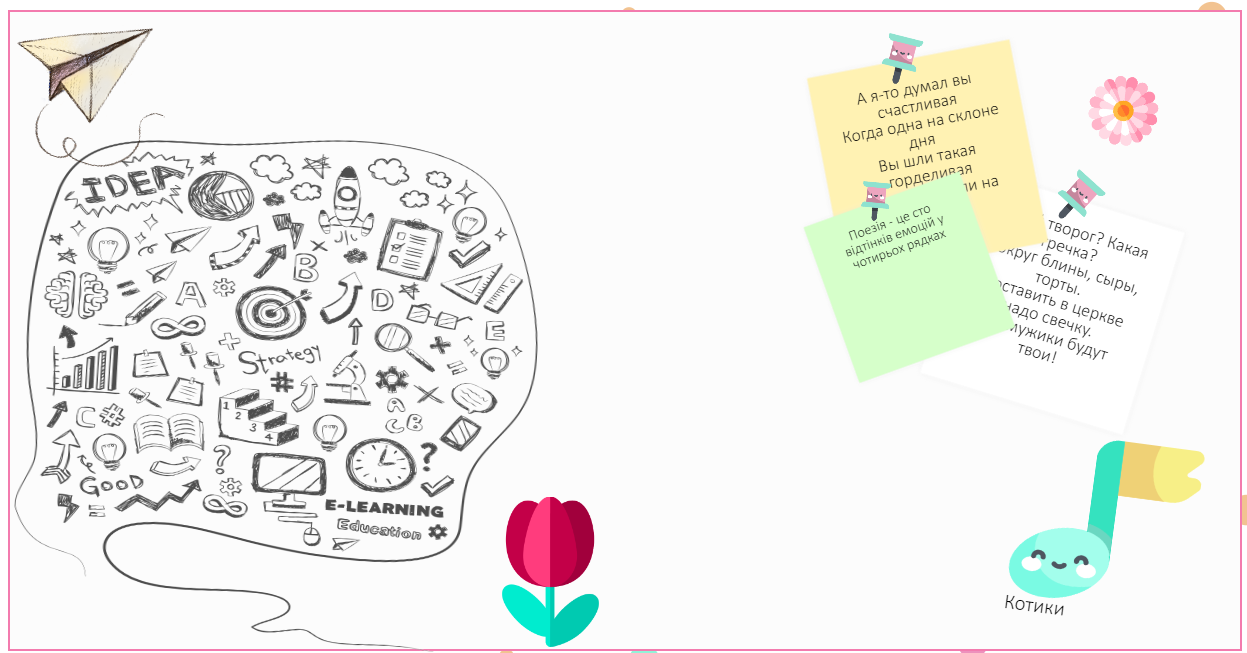 IDEA
B
A
D
E
Strategy
#
1
2
3
4
C #
A
C B
?
?
GOOD
E-LEARNING
Education
А я-то думал вы
счастливая
Когда одна на склоне
дня
Вы шли такая
горделивая
на
Поезія - це сто
відтінків емоцій у
чотирьох рядках
творог? Какая
гречка?
блины, сыры,
торты.
в церкве
надо свечку.
мужики будут
твои!
Котики